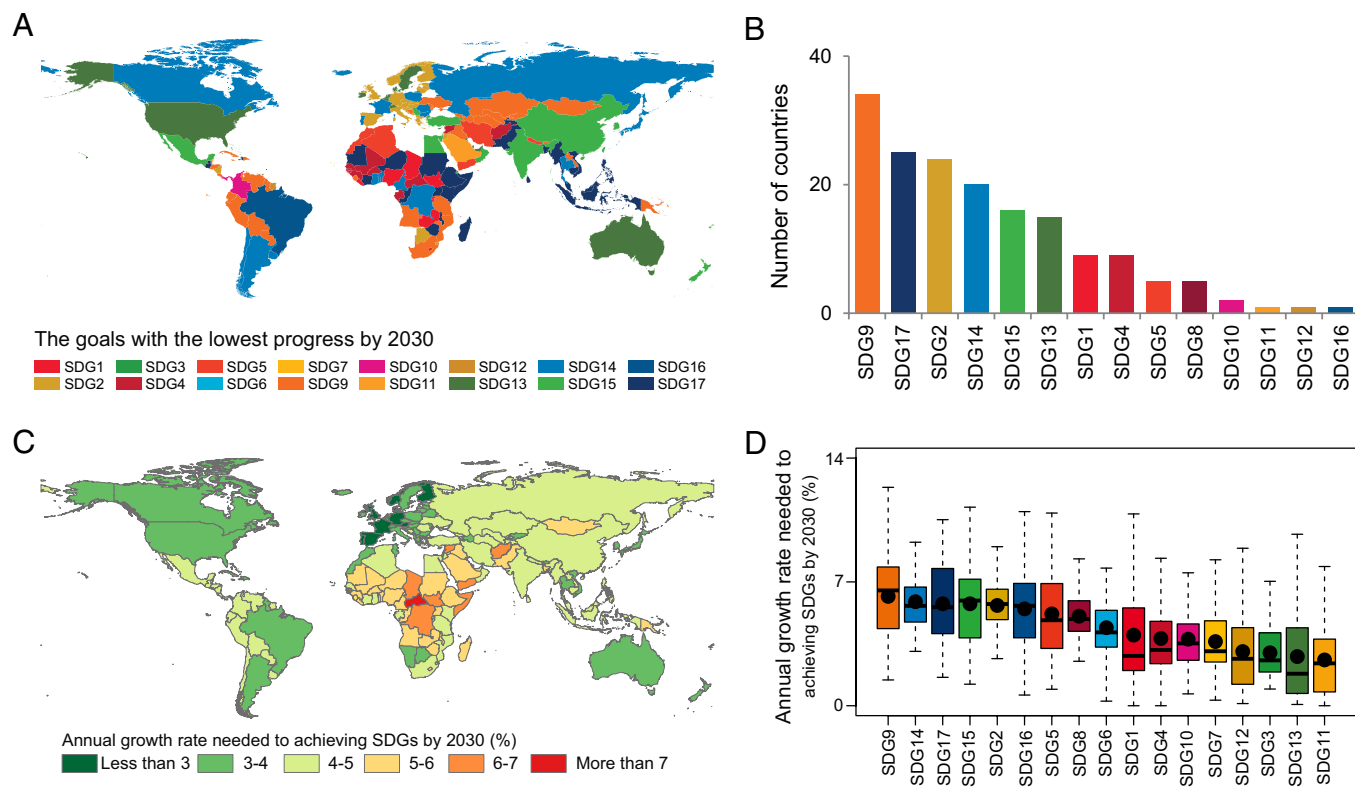 A
B
Number of countries
40
20
0
SDG9
SDG17
SDG2
SDG14
SDG15
SDG13
SDG1
SDG4
SDG5
SDG8
SDG10
SDG11
SDG12
SDG16
The goals with the lowest progress by 2030
SDG1 SDG3 SDG5 SDG7 SDG10 SDG12 SDG14 SDG16
SDG2 SDG4 SDG6 SDG9 SDG11 SDG13 SDG15 SDG17
C
Annual growth rate needed to achieving SDGs by 2030 (%)
Less than 3 3-4 4-5 5-6 6-7 More than 7
D
Annual growth rate needed to
achieving SDGs by 2030 (%)
14
7
0
SDG9
SDG14
SDG17
SDG15
SDG2
SDG16
SDG5
SDG8
SDG6
SDG1
SDG4
SDG10
SDG7
SDG12
SDG3
SDG13
SDG11